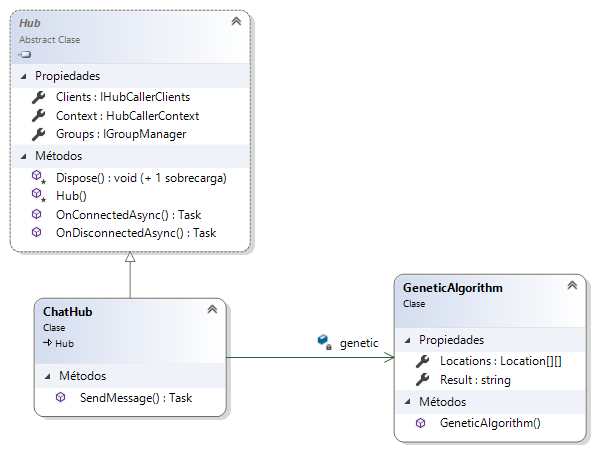 Hub
Abstract Clase
Propiedades
Clients : IHubCallerClients
Context : HubCallerContext
Groups : IGroupManager
Métodos
Dispose() : void (+ 1 sobrecarga)
Hub()
OnConnectedAsync() : Task
OnDisconnectedAsync() : Task
ChatHub
Clase
Hub
Métodos
SendMessage() : Task
genetic
GeneticAlgorithm
Clase
Propiedades
Locations : Location[][]
Result : string
Métodos
GeneticAlgorithm()